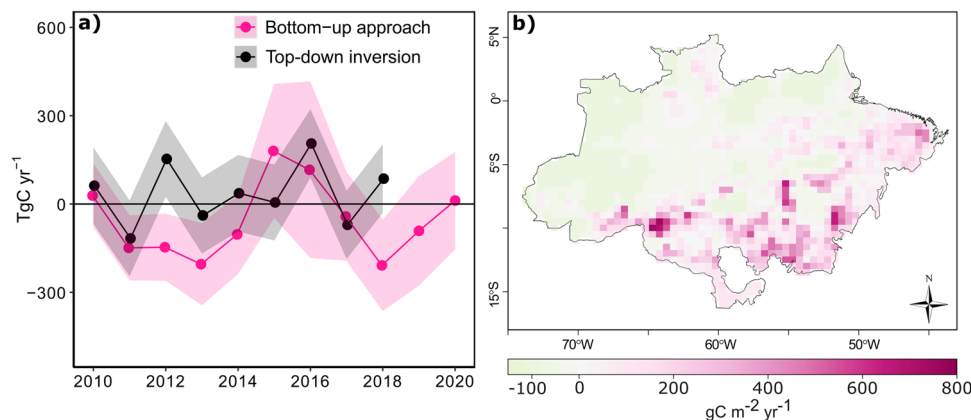 a)
Bottom−up approach
Top−down inversion
TgC yr⁻¹
600
300
0
−300
2010 2012 2014 2016 2018 2020
b)
5°N
0°
5°S
15°S
70°W 60°W 50°W
N
-100 0 200 400 600 800
gC m⁻² yr⁻¹